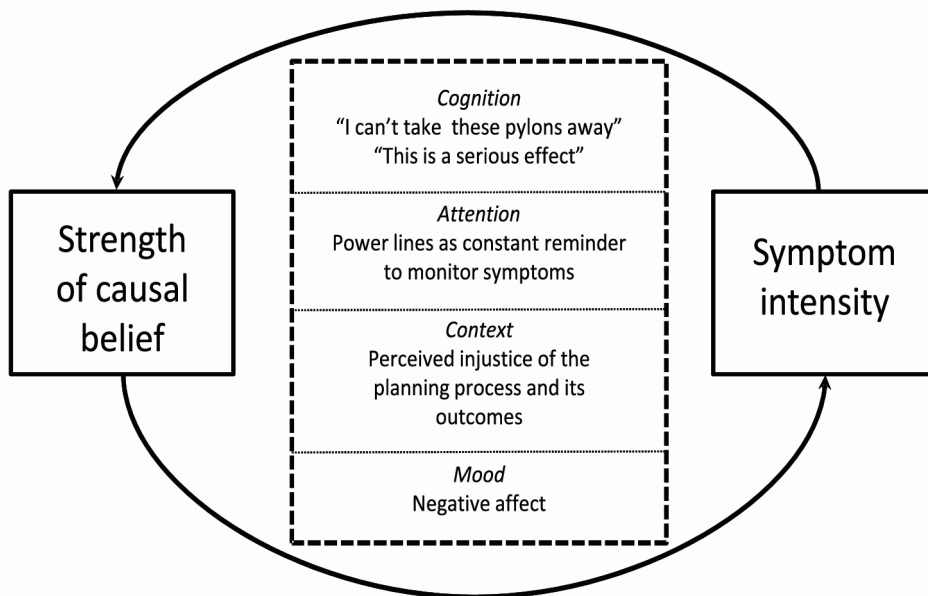 Cognition
“I can’t take these pylons away”
“This is a serious effect”
Strength
of causal
belief
Attention
Power lines as constant reminder
to monitor symptoms
Context
Perceived injustice of the
planning process and its
outcomes
Mood
Negative affect
Symptom
intensity